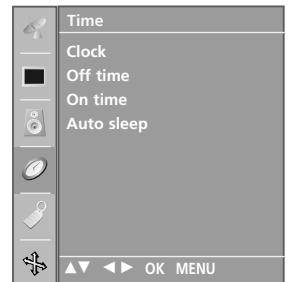 Time
Clock
Off time
On time
Auto sleep
▲▼ ◄► OK MENU